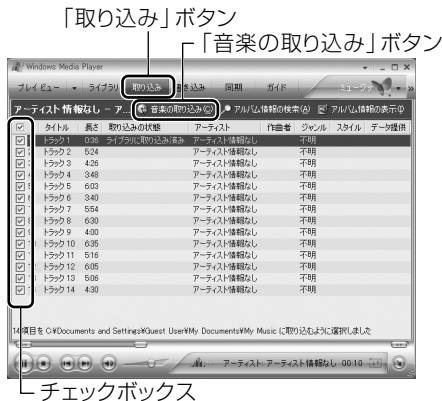 「取り込み」ボタン
「音楽の取り込み」ボタン
Windows Media Player
プレイビュー ライブラリ 取り込み 書き込み 同期 ガイド ミュージック
アーティスト情報なし - ア... 音楽の取り込み(C) アルバム情報の検索(A) アルバム情報の表示
タイトル 長さ 取り込みの状態 アーティスト 作曲者 ジャンル スタイル データ提供
1 トラック 1 0:36 ライブラリに取り込み済み アーティスト情報なし 不明
トラック 2 5:24 アーティスト情報なし 不明
トラック 3 4:26 アーティスト情報なし 不明
トラック 4 3:48 アーティスト情報なし 不明
トラック 5 6:03 アーティスト情報なし 不明
トラック 6 3:40 アーティスト情報なし 不明
トラック 7 5:54 アーティスト情報なし 不明
トラック 8 6:30 アーティスト情報なし 不明
トラック 9 4:00 アーティスト情報なし 不明
トラック 10 6:35 アーティスト情報なし 不明
トラック 11 5:16 アーティスト情報なし 不明
トラック 12 6:05 アーティスト情報なし 不明
トラック 13 5:06 アーティスト情報なし 不明
トラック 14 4:30 アーティスト情報なし 不明
14 項目を C:¥Documents and Settings¥Guest User¥My Documents¥My Music に取り込むように選択しました
アーティスト: アーティスト情報なし 00:10
チェックボックス